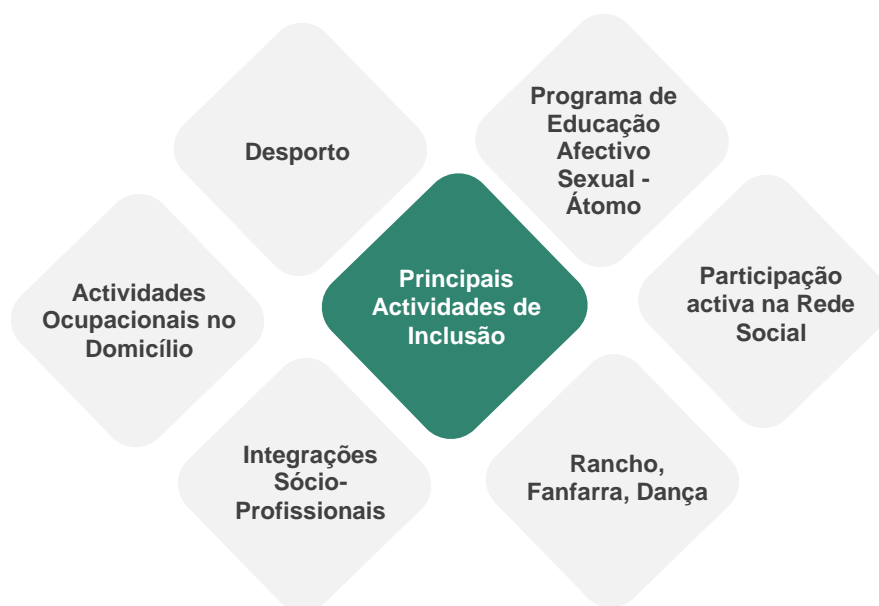 Desporto
Programa de
Educação
Afectivo
Sexual -
Átomo
Actividades
Ocupacionais no
Domicílio
Principais
Actividades de
Inclusão
Participação
activa na Rede
Social
Integrações
Sócio-
Profissionais
Rancho,
Fanfarra, Dança